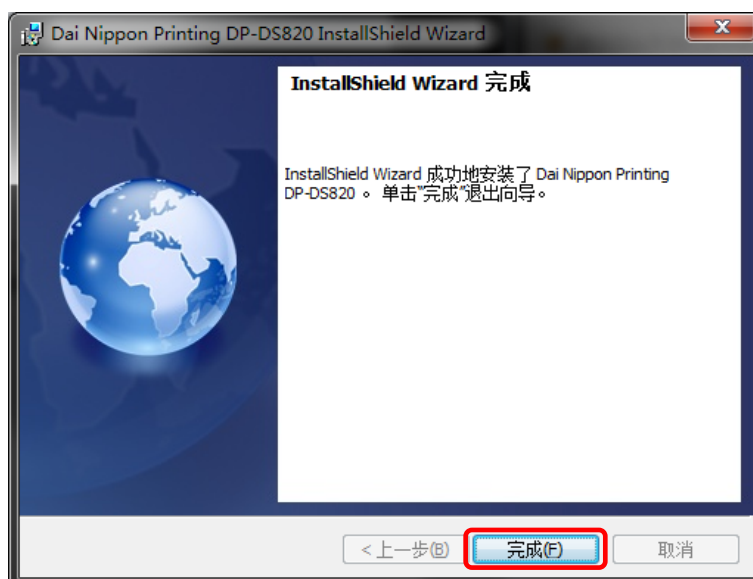 Dai Nippon Printing DP-DS820 InstallShield Wizard
InstallShield Wizard 完成
InstallShield Wizard 成功地安装了 Dai Nippon Printing
DP-DS820 。 单击"完成"退出向导。
<上一步(B)
完成(F)
取消